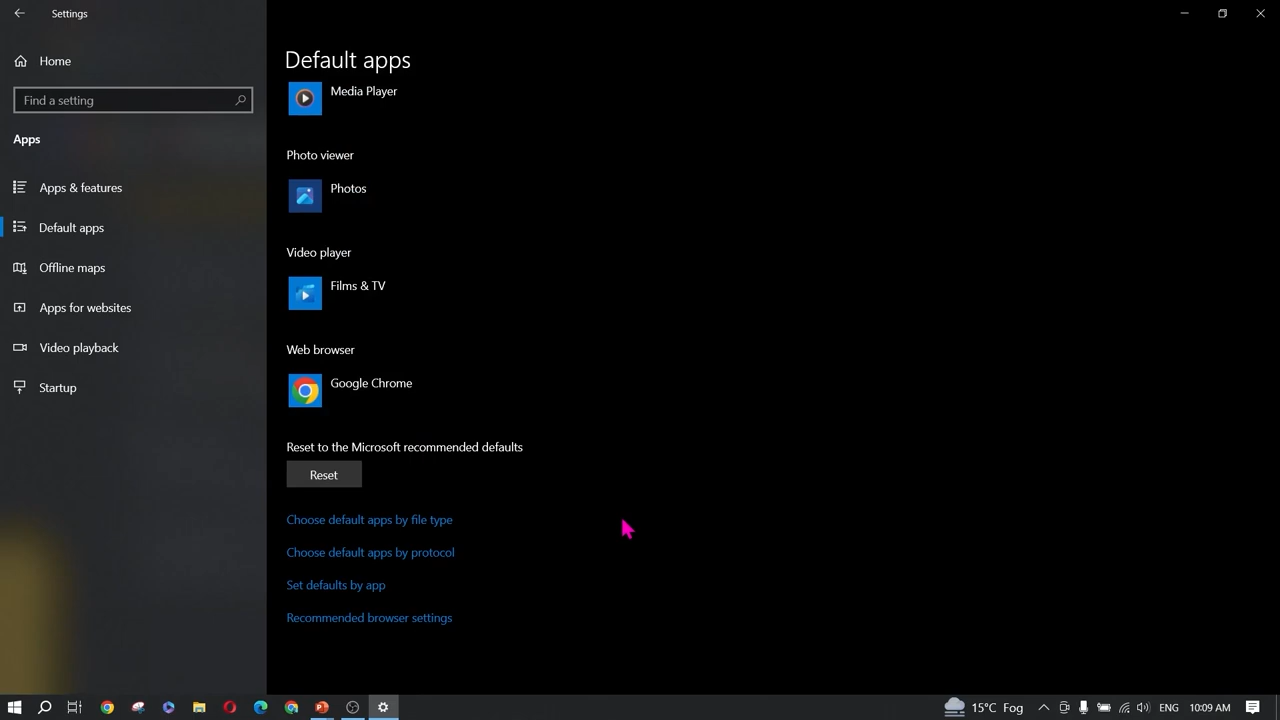 Settings
Home
Find a setting
Apps
Apps & features
Default apps
Offline maps
Apps for websites
Video playback
Startup
Default apps
Media Player
Photo viewer
Photos
Video player
Films & TV
Web browser
Google Chrome
Reset to the Microsoft recommended defaults
Reset
Choose default apps by file type
Choose default apps by protocol
Set defaults by app
Recommended browser settings
15°C Fog
ENG
10:09 AM